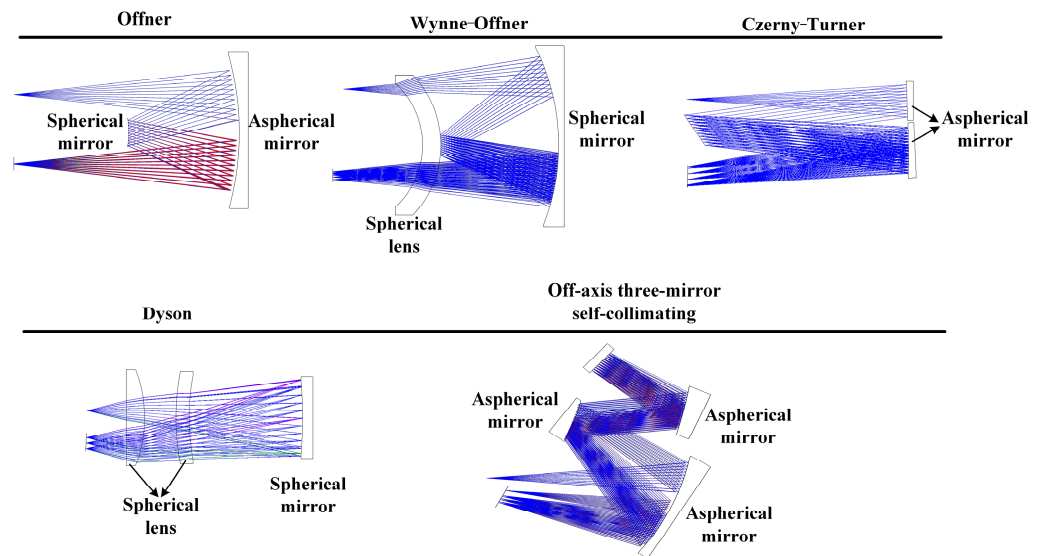 Offner
Wynne-Offner
Czerny-Turner
Spherical
mirror
Aspherical
mirror
Spherical
mirror
Spherical
lens
Aspherical
mirror
Dyson
Off-axis three-mirror
self-collimating
Spherical
lens
Spherical
mirror
Aspherical
mirror
Aspherical
mirror
Aspherical
mirror